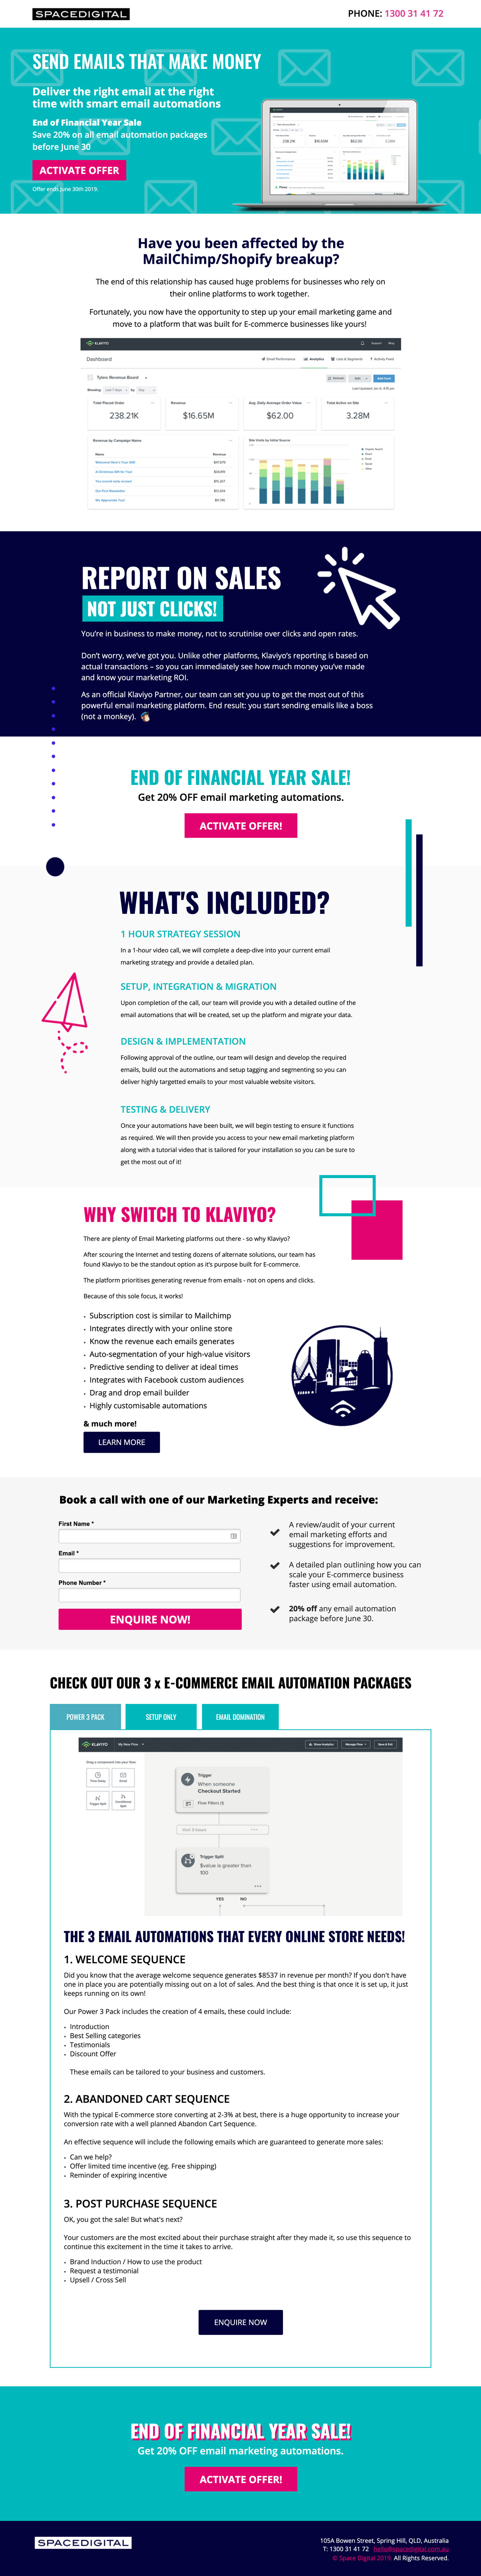 SPACEDIGITAL
PHONE: 1300 31 41 72
SEND EMAILS THAT MAKE MONEY
Deliver the right email at the right
time with smart email automations
End of Financial Year Sale
Save 20% on all email automation packages
before June 30
ACTIVATE OFFER
Offer ends June 30th 2019.
Have you been affected by the
MailChimp/Shopify breakup?
The end of this relationship has caused huge problems for businesses who rely on
their online platforms to work together.
Fortunately, you now have the opportunity to step up your email marketing game and
move to a platform that was built for E-commerce businesses like yours!
KLAVIYO
Support
Dashboard
Email Performance
Analytics
Lists & Segments
Activity Feed
Tylers Revenue Board
Showing: Last 7 days by Day
Total Placed Order
238.21K
Revenue
$16.65M
Avg. Daily Average Order Value
$62.00
Total Active on Site
3.28M
Revenue by Campaign Name
Site Visits by Initial Source
Name
Revenue
REPORT ON SALES
NOT JUST CLICKS!
You're in business to make money, not to scrutinise over clicks and open rates.
Don't worry, we've got you. Unlike other platforms, Klaviyo's reporting is based on
actual transactions – so you can immediately see how much money you've made
and know your marketing ROI.
As an official Klaviyo Partner, our team can set you up to get the most out of this
powerful email marketing platform. End result: you start sending emails like a boss
(not a monkey).
END OF FINANCIAL YEAR SALE!
Get 20% OFF email marketing automations.
ACTIVATE OFFER!
WHAT'S INCLUDED?
1 HOUR STRATEGY SESSION
In a 1-hour video call, we will complete a deep-dive into your current email
marketing strategy and provide a detailed plan.
SETUP, INTEGRATION & MIGRATION
Upon completion of the call, our team will provide you with a detailed outline of the
email automations that will be created, set up the platform and migrate your data.
DESIGN & IMPLEMENTATION
Following approval of the outline, our team will design and develop the required
emails, build out the automations and setup tagging and segmenting so you can
deliver highly targetted emails to your most valuable website visitors.
TESTING & DELIVERY
Once your automations have been built, we will begin testing to ensure it functions
as required. We will then provide you access to your new email marketing platform
along with a tutorial video that is tailored for your installation so you can be sure to
get the most out of it!
WHY SWITCH TO KLAVIYO?
There are plenty of Email Marketing platforms out there - so why Klaviyo?
After scouring the Internet and testing dozens of alternate solutions, our team has
found Klaviyo to be the standout option as it's purpose built for E-commerce.
The platform prioritises generating revenue from emails - not on opens and clicks.
Because of this sole focus, it works!
Subscription cost is similar to Mailchimp
Integrates directly with your online store
Know the revenue each emails generates
Auto-segmentation of your high-value visitors
Predictive sending to deliver at ideal times
Integrates with Facebook custom audiences
Drag and drop email builder
Highly customisable automations
& much more!
LEARN MORE
Book a call with one of our Marketing Experts and receive:
First Name *
Email *
Phone Number *
ENQUIRE NOW!
A review/audit of your current
email marketing efforts and
suggestions for improvement.
A detailed plan outlining how you can
scale your E-commerce business
faster using email automation.
20% off any email automation
package before June 30.
CHECK OUT OUR 3 x E-COMMERCE EMAIL AUTOMATION PACKAGES
POWER 3 PACK
SETUP ONLY
EMAIL DOMINATION
KLAVIYO
My New Flow
Show Analytics
Manage Flow
Save & Exit
Drag a component into your flow
Time Delay
Email
Trigger Split
Conditional Split
Trigger
When someone
Checkout Started
Flow Filters (1)
Trigger Split
$value is greater than
100
YES
NO
THE 3 EMAIL AUTOMATIONS THAT EVERY ONLINE STORE NEEDS!
1. WELCOME SEQUENCE
Did you know that the average welcome sequence generates $8537 in revenue per month? If you don't have
one in place you are potentially missing out on a lot of sales. And the best thing is that once it is set up, it just
keeps running on its own!
Our Power 3 Pack includes the creation of 4 emails, these could include:
Introduction
Best Selling categories
Testimonials
Discount Offer
These emails can be tailored to your business and customers.
2. ABANDONED CART SEQUENCE
With the typical E-commerce store converting at 2-3% at best, there is a huge opportunity to increase your
conversion rate with a well planned Abandon Cart Sequence.
An effective sequence will include the following emails which are guaranteed to generate more sales:
Can we help?
Offer limited time incentive (eg. Free shipping)
Reminder of expiring incentive
3. POST PURCHASE SEQUENCE
OK, you got the sale! But what's next?
Your customers are the most excited about their purchase straight after they made it, so use this sequence to
continue this excitement in the time it takes to arrive.
Brand Induction / How to use the product
Request a testimonial
Upsell / Cross Sell
ENQUIRE NOW
END OF FINANCIAL YEAR SALE!
Get 20% OFF email marketing automations.
ACTIVATE OFFER!
SPACEDIGITAL
105A Bowen Street, Spring Hill, QLD, Australia
T: 1300 31 41 72 hello@spacedigital.com.au
© Space Digital 2019. All Rights Reserved.